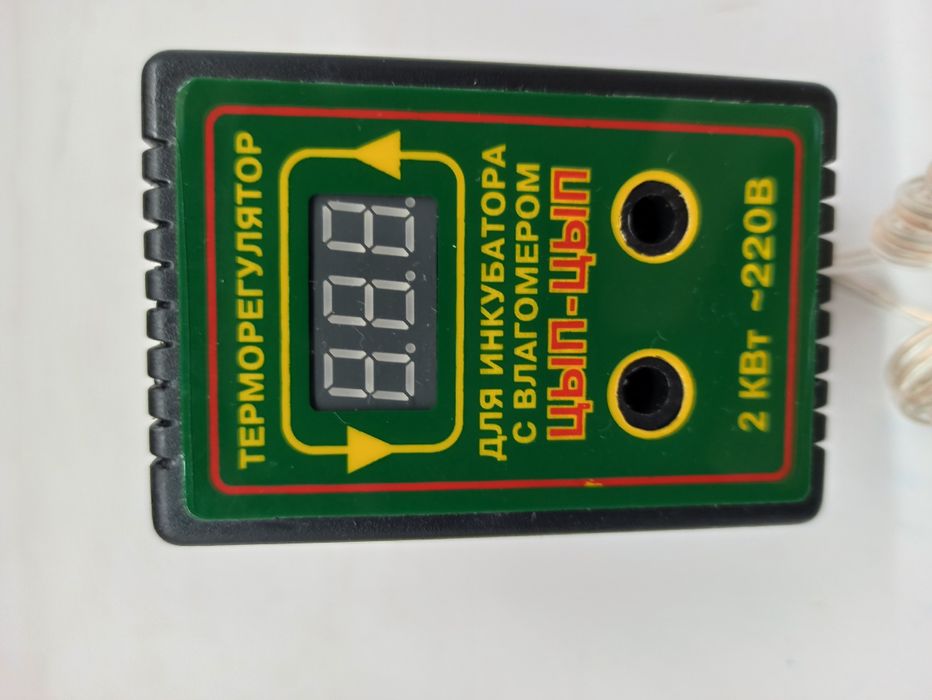 ТЕРМОРЕГУЛЯТОР
ДЛЯ ИНКУБАТОРА
С ВЛАГОМЕРОМ
ЦЫП-ЦЫП
2 КВт ~220В